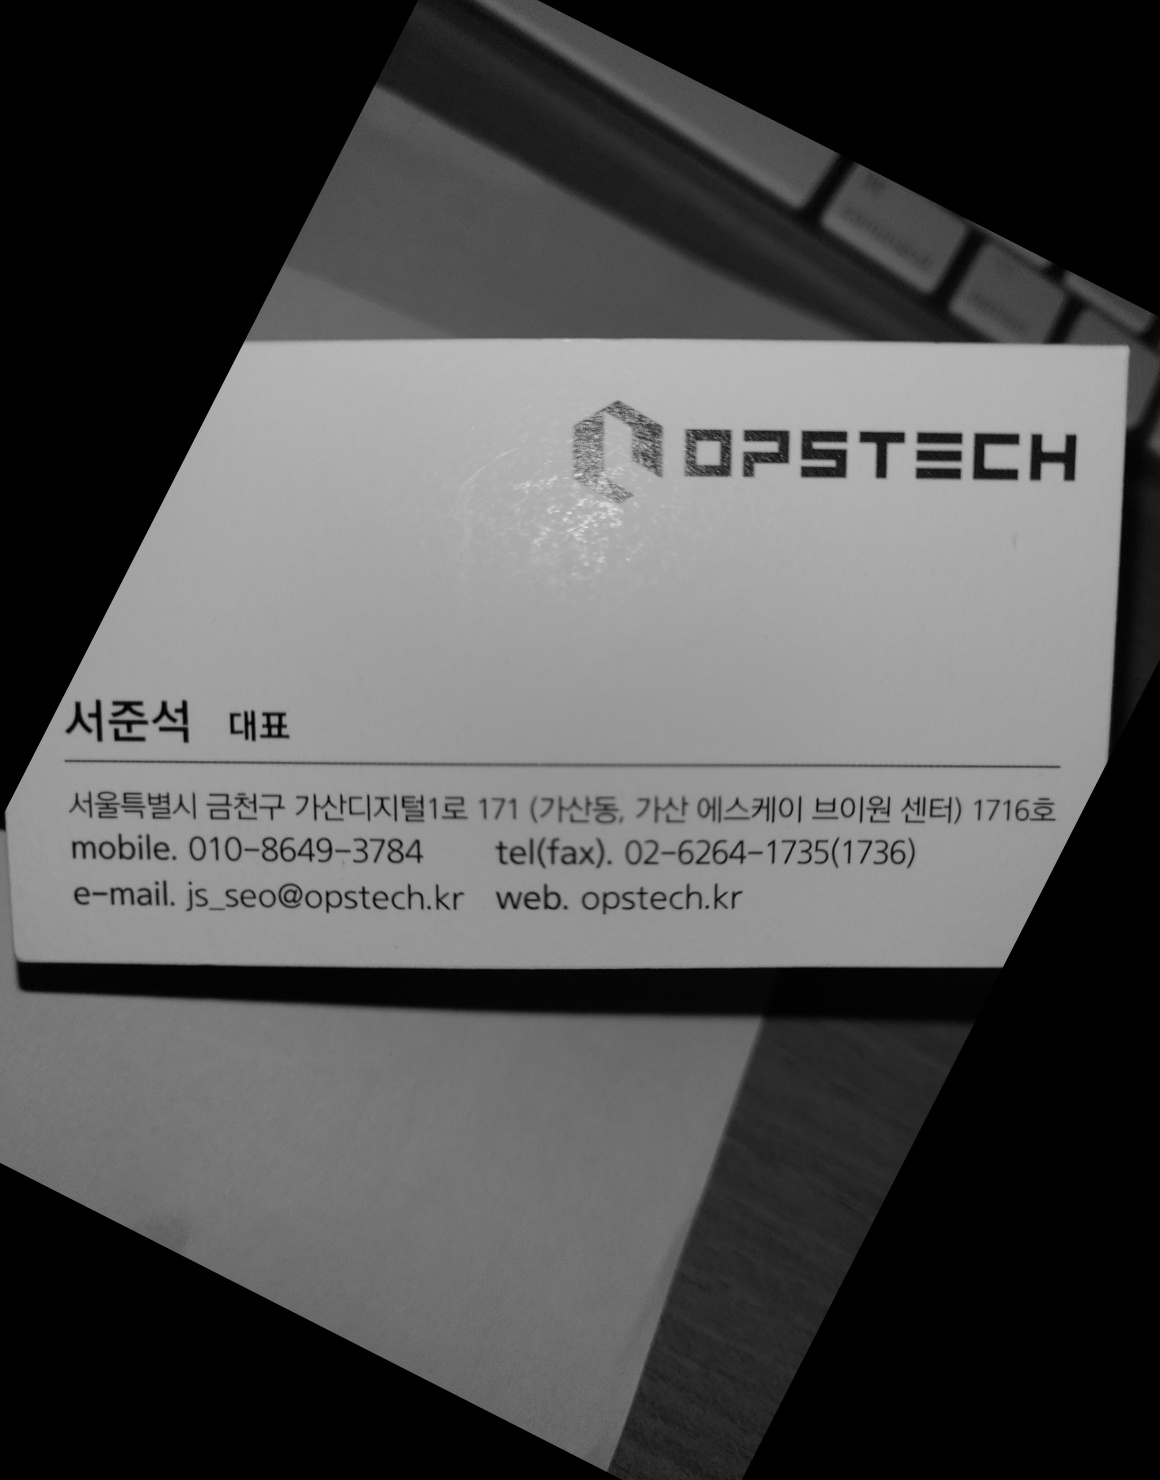 OPSTECH
서준석 대표
서울특별시 금천구 가산디지털1로 171 (가산동, 가산 에스케이 브이원 센터) 1716호
mobile. 010-8649-3784 tel(fax). 02-6264-1735(1736)
e-mail. js_seo@opstech.kr web. opstech.kr